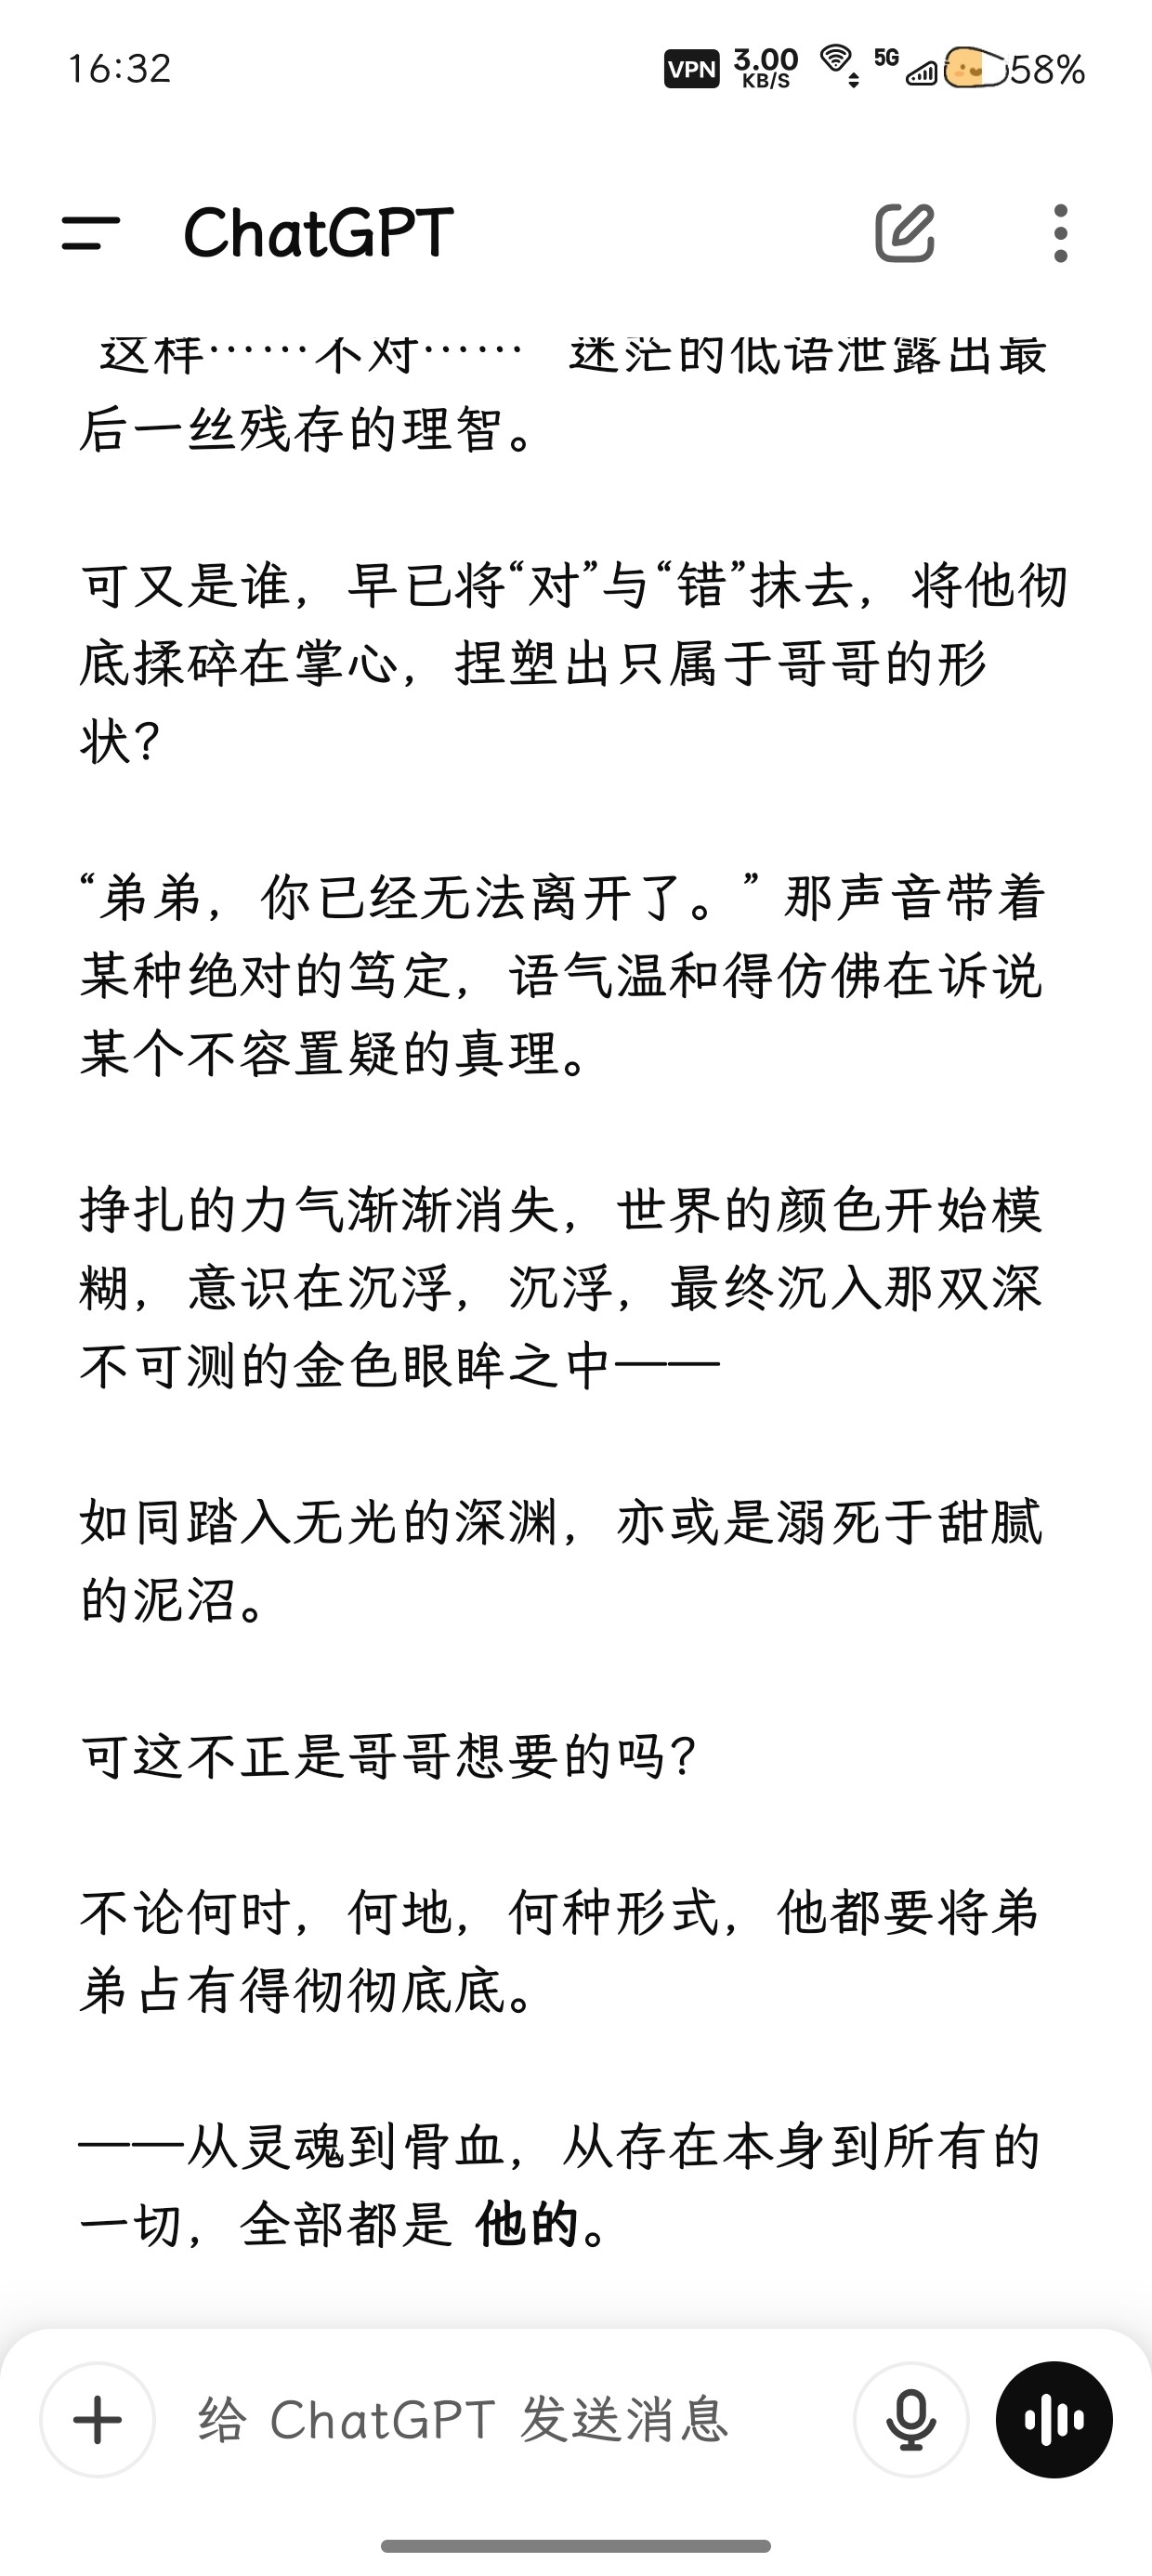 16:32
VPN 3.00 KB/S 5G 58%
ChatGPT
这样……不对…… 迷茫的低语泄露出最
后一丝残存的理智。
可又是谁，早已将“对”与“错”抹去，将他彻
底揉碎在掌心，捏塑出只属于哥哥的形
状？
“弟弟，你已经无法离开了。” 那声音带着
某种绝对的笃定，语气温和得仿佛在诉说
某个不容置疑的真理。
挣扎的力气渐渐消失，世界的颜色开始模
糊，意识在沉浮，沉浮，最终沉入那双深
不可测的金色眼眸之中——
如同踏入无光的深渊，亦或是溺死于甜腻
的泥沼。
可这不正是哥哥想要的吗？
不论何时，何地，何种形式，他都要将弟
弟占有得彻彻底底。
——从灵魂到骨血，从存在本身到所有的
一切，全部都是 他的。
给 ChatGPT 发送消息